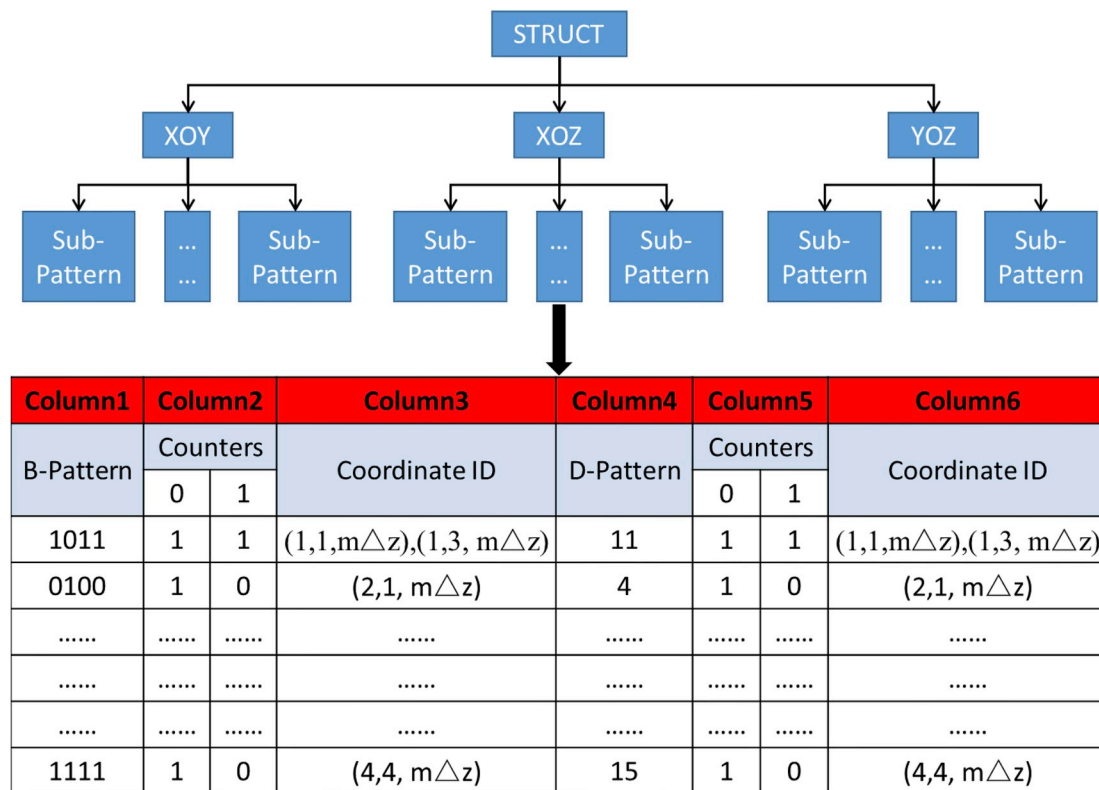 STRUCT
XOY XOZ YOZ
Sub- ... Sub- Sub- ... Sub- Sub- ... Sub-
Pattern ... Pattern Pattern ... Pattern Pattern ... Pattern
Column1 Column2 Column3 Column4 Column5 Column6
B-Pattern Counters Coordinate ID D-Pattern Counters Coordinate ID
0 1 0 1
1011 1 1 (1,1,m△z),(1,3, m△z) 11 1 1 (1,1,m△z),(1,3, m△z)
0100 1 0 (2,1, m△z) 4 1 0 (2,1, m△z)
...... ...... ...... ...... ...... ...... ...... ......
...... ...... ...... ...... ...... ...... ...... ......
...... ...... ...... ...... ...... ...... ...... ......
1111 1 0 (4,4, m△z) 15 1 0 (4,4, m△z)